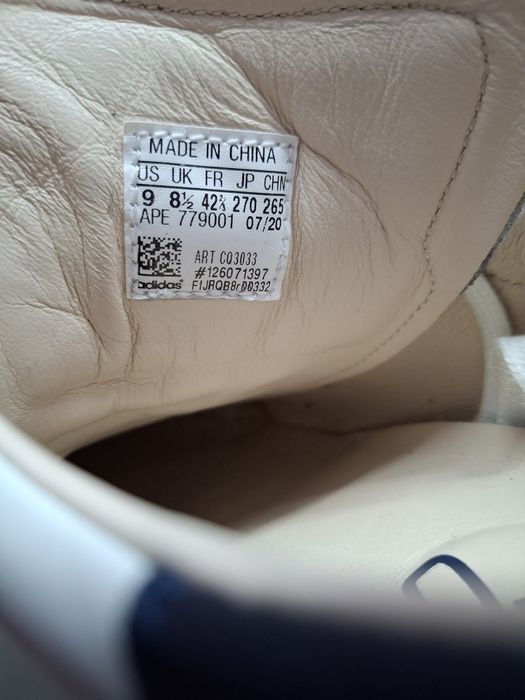 MADE IN CHINA
US UK FR JP CHN
9 8½ 42⅔ 270 265
APE 779001 07/20
ART CQ3033
#126071397
adidas F1JRQB8r00332